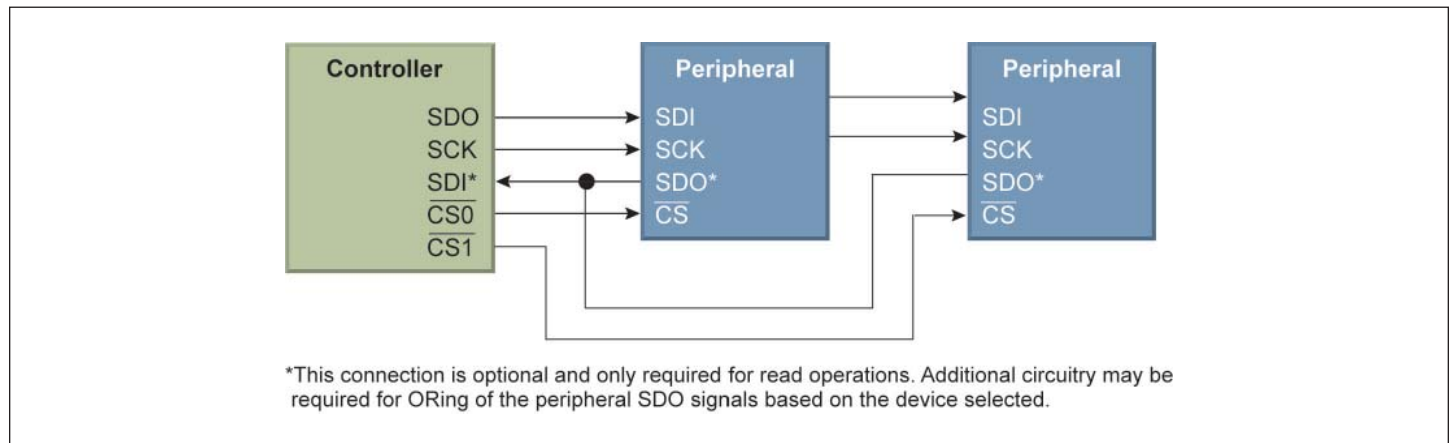 Controller
SDO
SCK
SDI*
CS0
CS1
Peripheral
SDI
SCK
SDO*
CS
Peripheral
SDI
SCK
SDO*
CS
*This connection is optional and only required for read operations. Additional circuitry may be
required for ORing of the peripheral SDO signals based on the device selected.